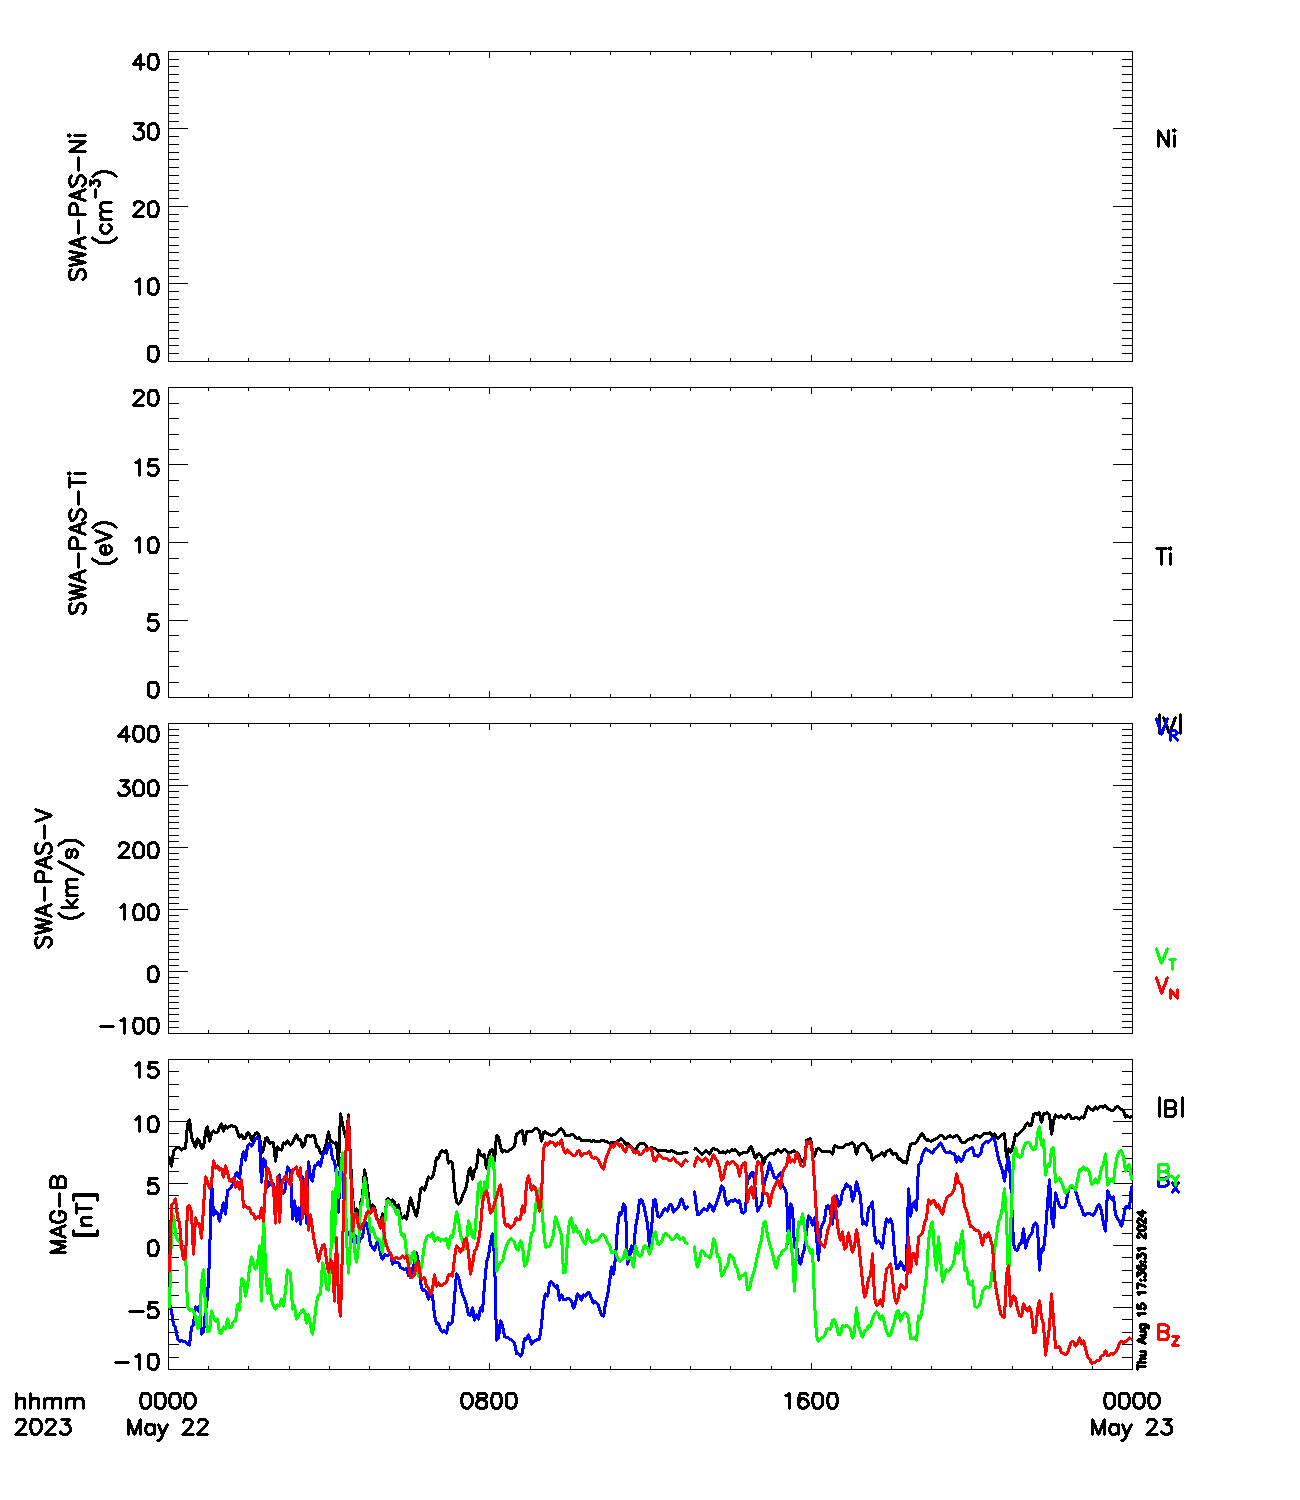 SWA-PAS-Ni
(cm⁻³)
40
30
20
10
0
Ni
SWA-PAS-Ti
(eV)
20
15
10
5
0
Ti
SWA-PAS-V
(km/s)
400
300
200
100
0
-100
|V|
V_R
V_T
V_N
MAG-B
[nT]
15
10
5
0
-5
-10
|B|
B_Y
B_X
B_Z
Thu Aug 15 17:36:31 2024
hhmm 0000 0800 1600 0000
2023 May 22 May 23